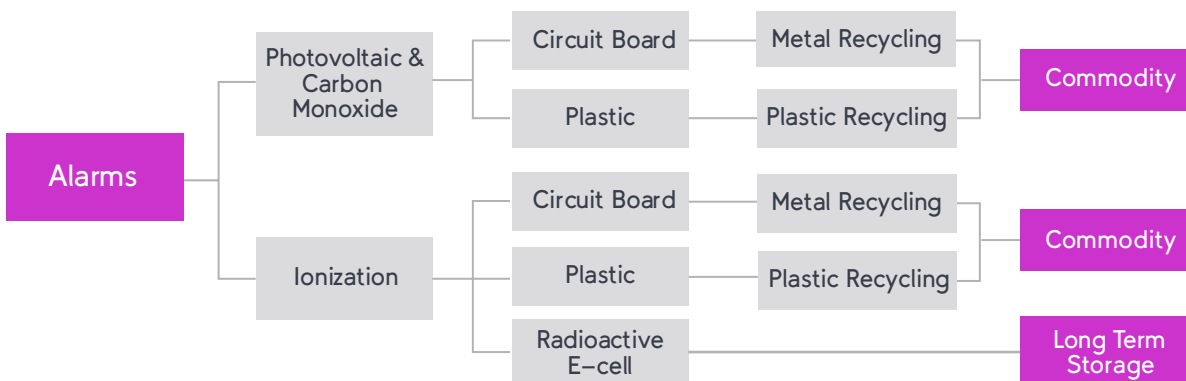 Alarms
Photovoltaic &
Carbon
Monoxide
Circuit Board
Metal Recycling
Plastic
Plastic Recycling
Commodity
Ionization
Circuit Board
Metal Recycling
Plastic
Plastic Recycling
Commodity
Radioactive
E–cell
Long Term
Storage